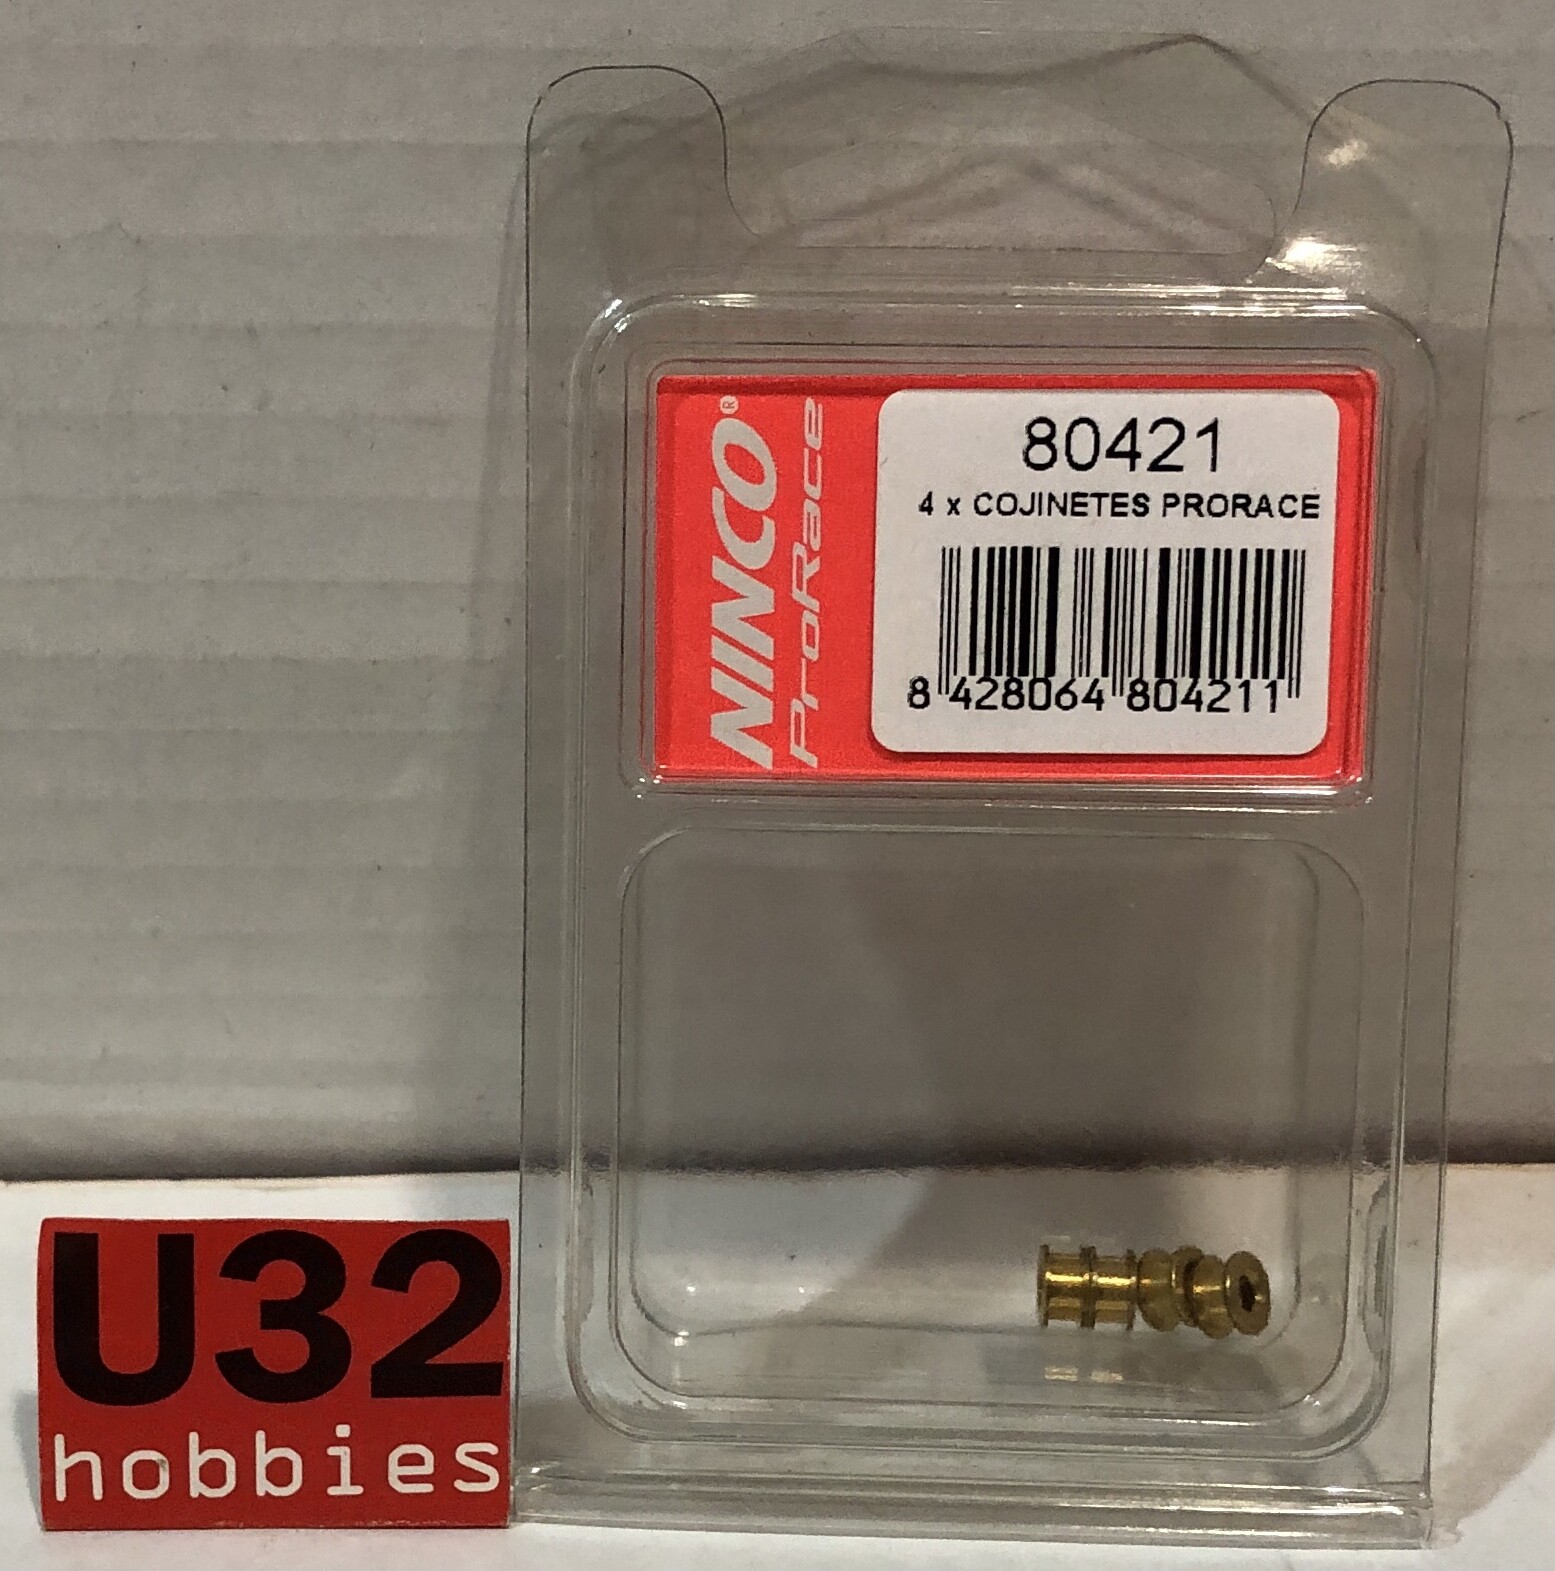 NINCO®
ProRace
80421
4 x COJINETES PRORACE
8 428064 804211
U32
hobbies